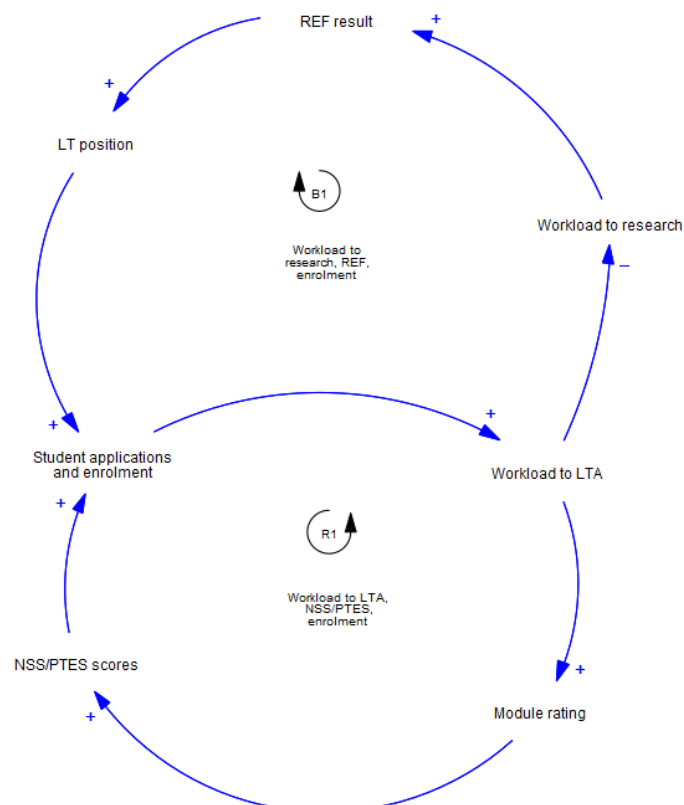 REF result
+
+
LT position
B1
Workload to
research, REF,
enrolment
Workload to research
–
+
+
Student applications
and enrolment
Workload to LTA
+
R1
Workload to LTA,
NSS/PTES,
enrolment
NSS/PTES scores
+
+
Module rating